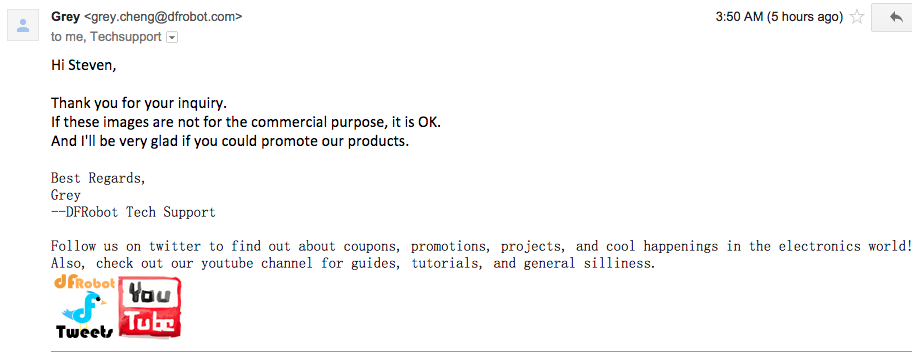 Grey <grey.cheng@dfrobot.com>
3:50 AM (5 hours ago)
to me, Techsupport
Hi Steven,
Thank you for your inquiry.
If these images are not for the commercial purpose, it is OK.
And I'll be very glad if you could promote our products.
Best Regards,
Grey
--DFRobot Tech Support
Follow us on twitter to find out about coupons, promotions, projects, and cool happenings in the electronics world!
Also, check out our youtube channel for guides, tutorials, and general silliness.
dfRobot
Tweets
You
Tube